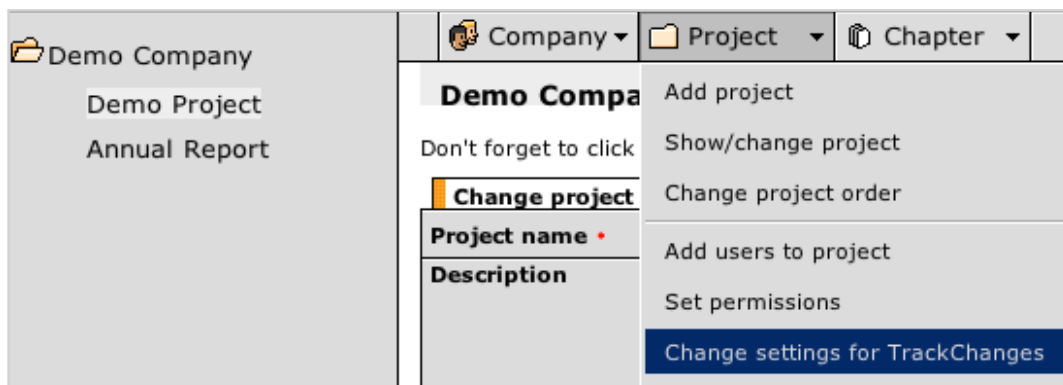 Demo Company
Demo Project
Annual Report
Company Project Chapter
Demo Compa
Don't forget to click
Change project
Project name •
Description
Add project
Show/change project
Change project order
Add users to project
Set permissions
Change settings for TrackChanges